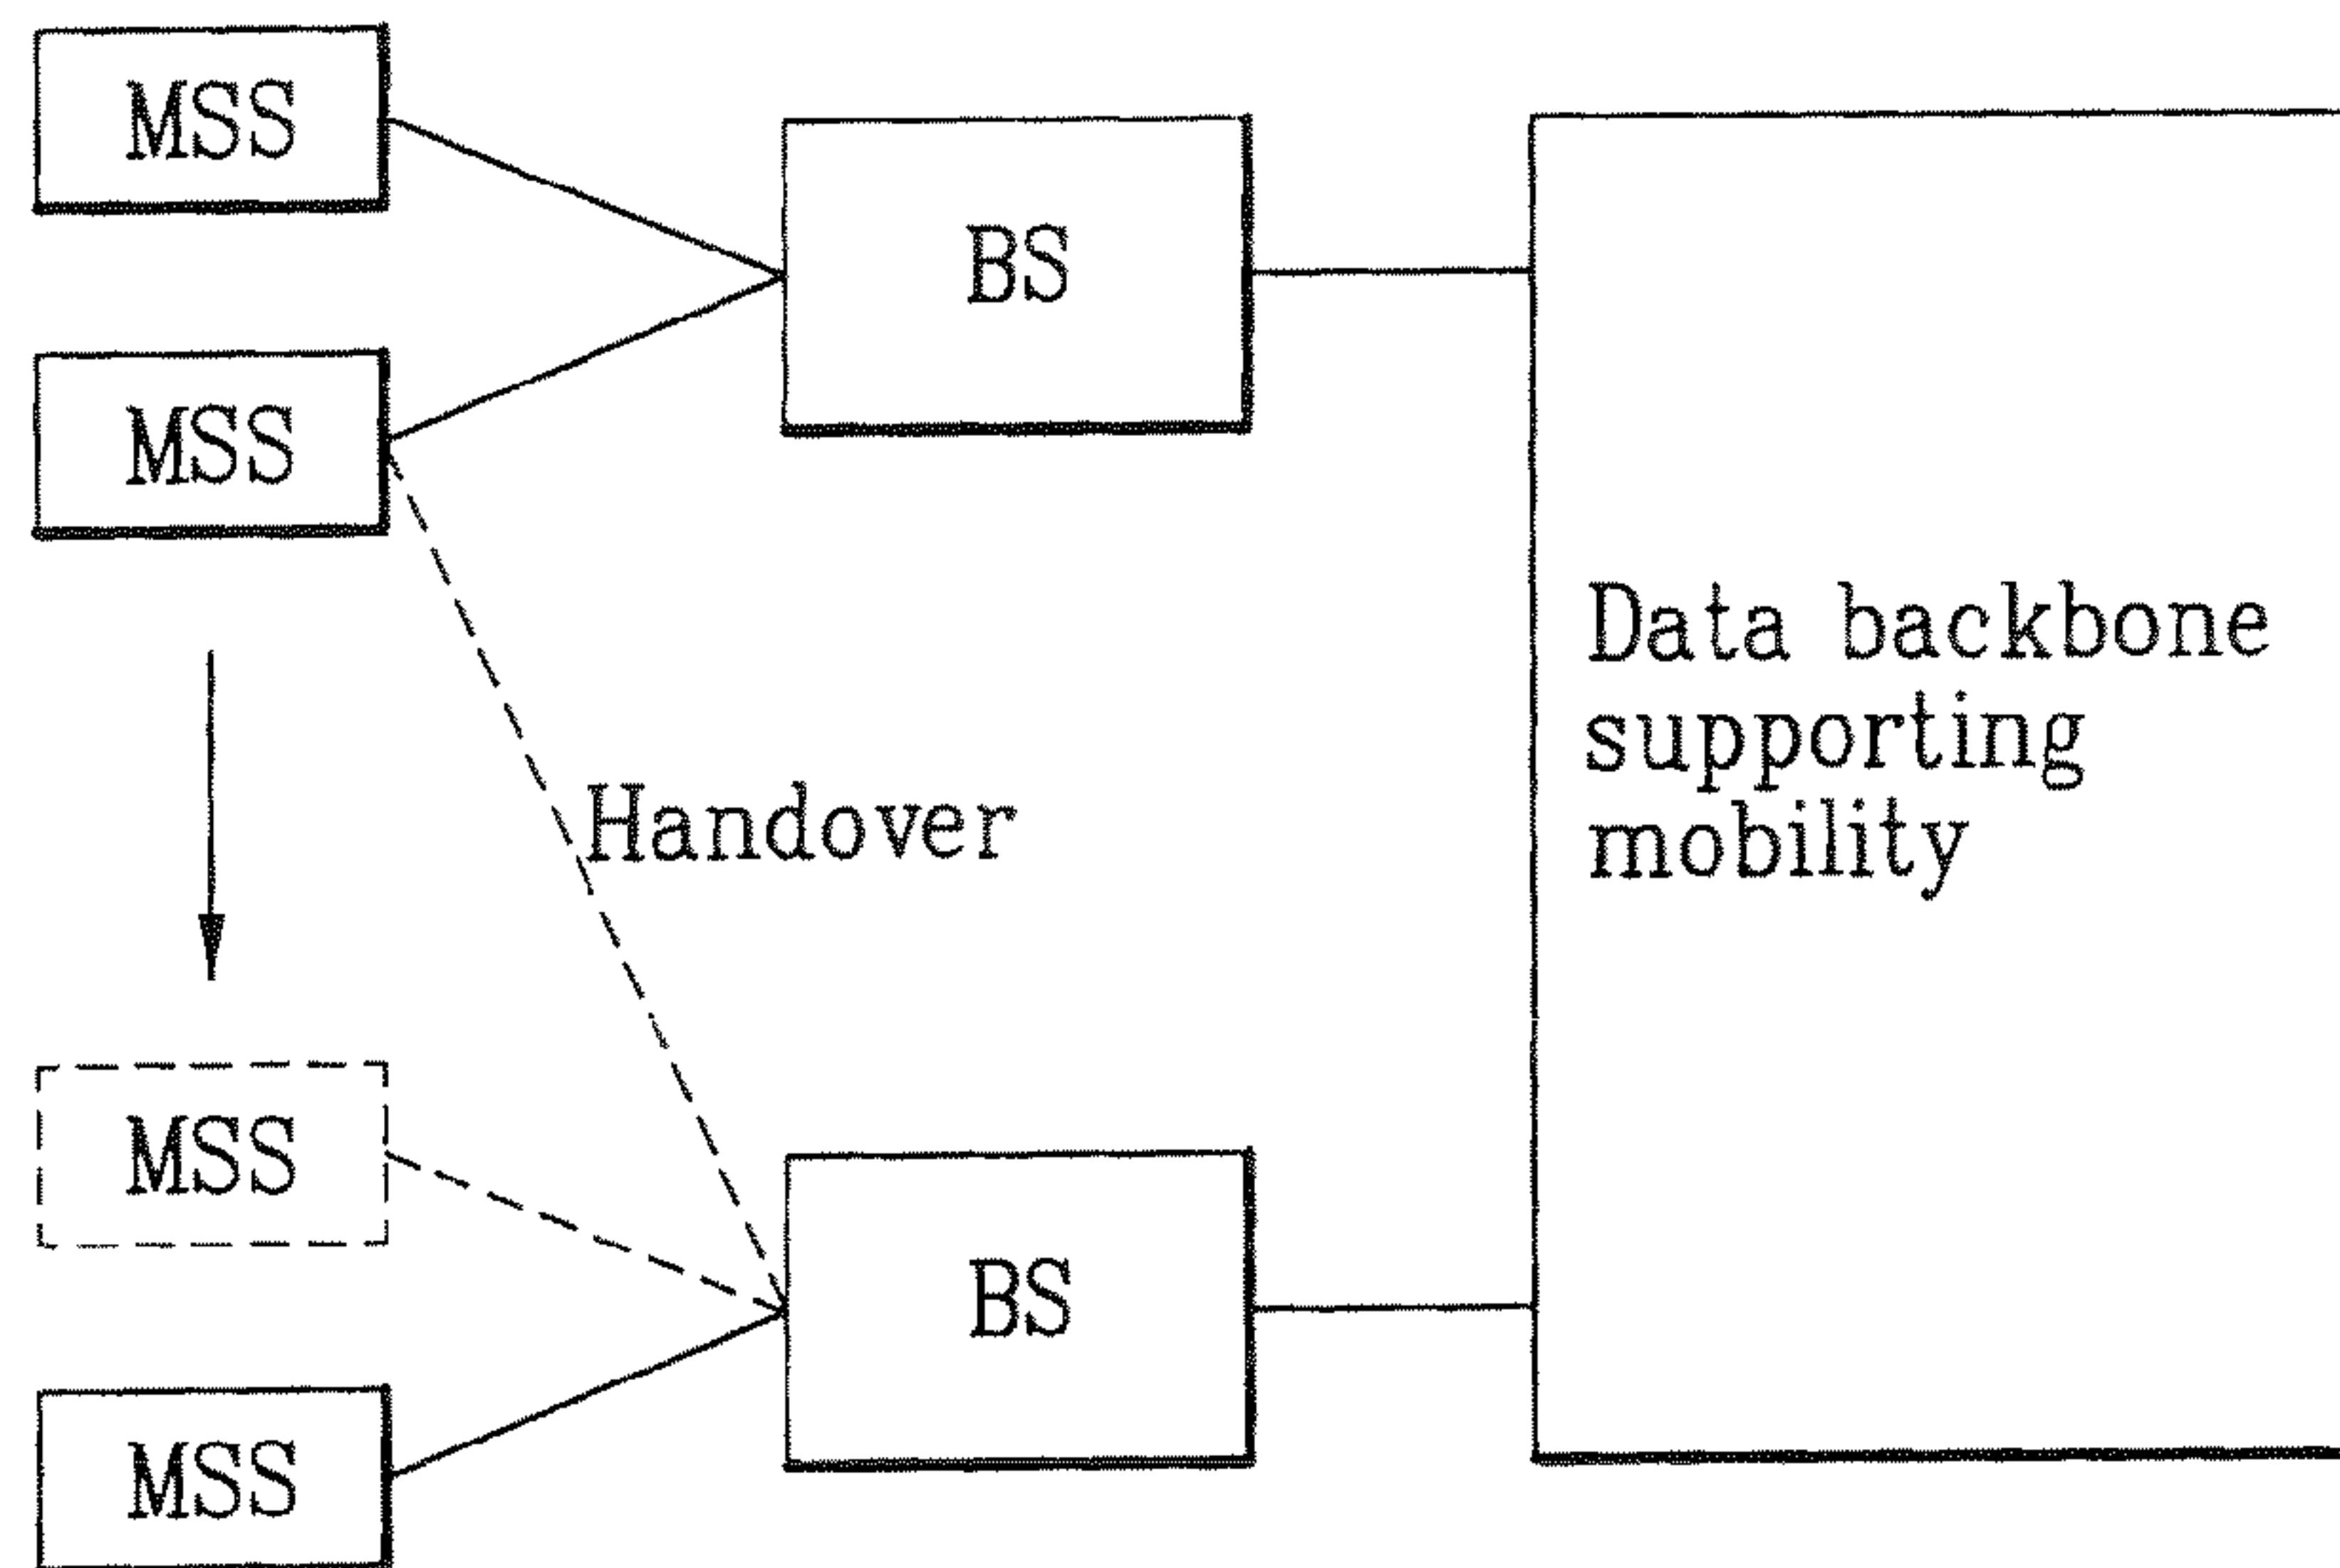 MSS
BS
MSS
Data backbone
supporting
mobility
Handover
MSS
BS
MSS